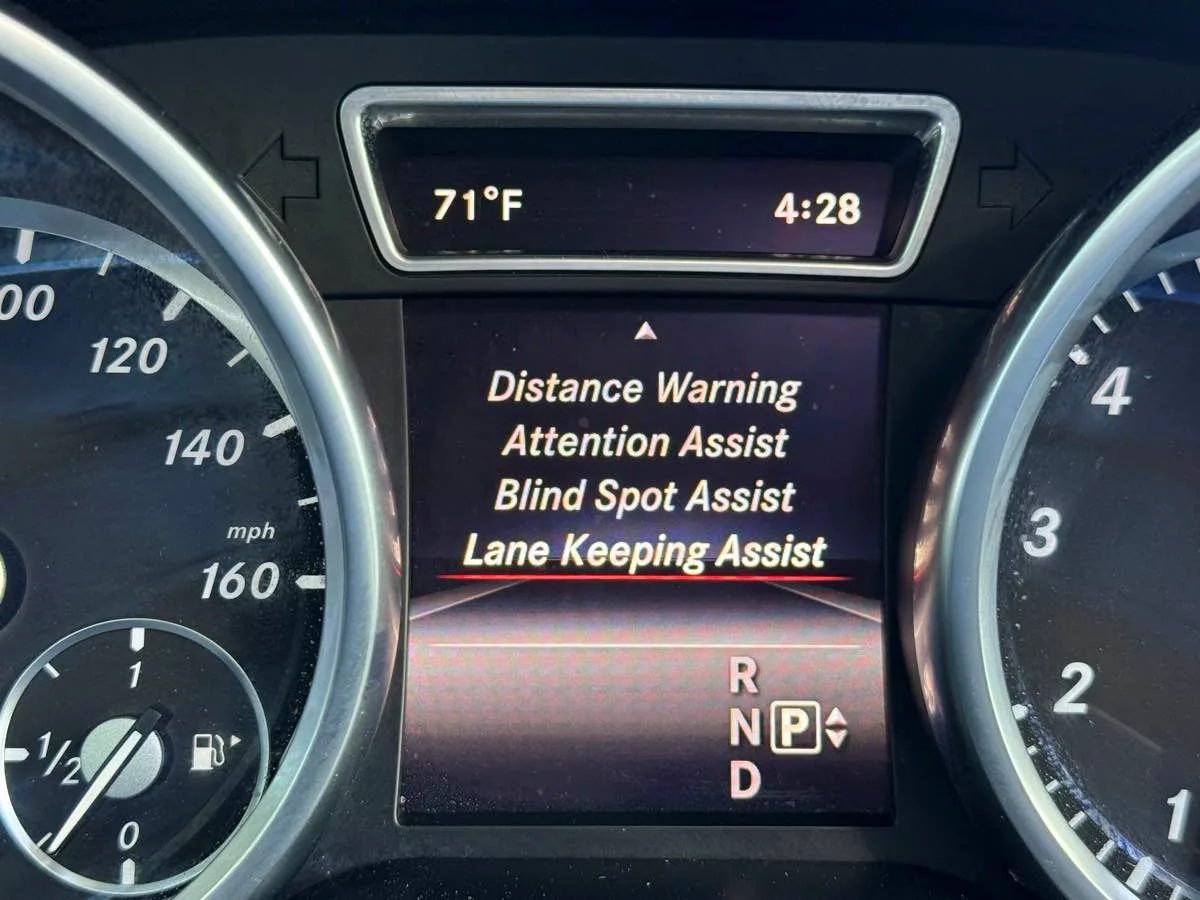 71°F 4:28
Distance Warning
Attention Assist
Blind Spot Assist
Lane Keeping Assist
R
N P
D
120
140
mph
160
1
1/2
0
4
3
2
1